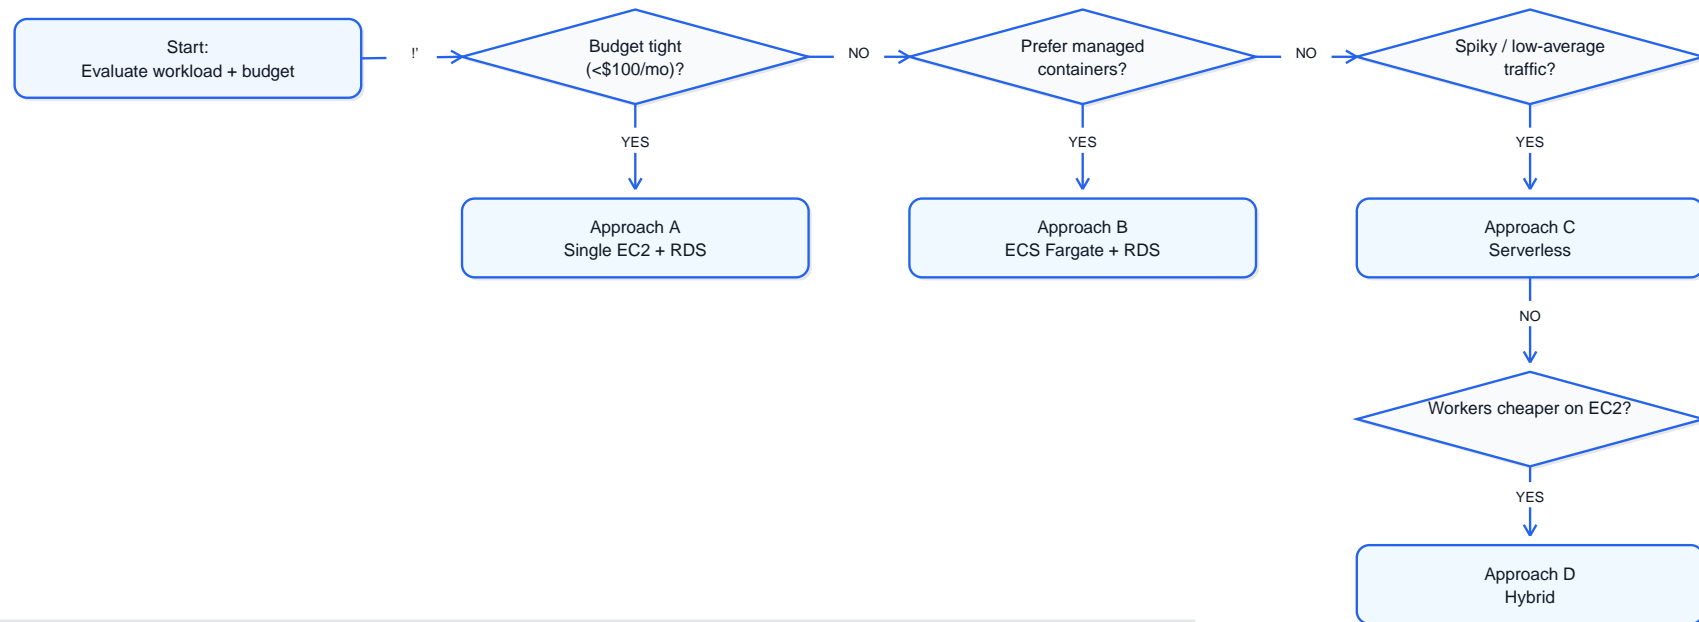 Start:
Evaluate workload + budget
!'
Budget tight
(<$100/mo)?
NO
Prefer managed
containers?
NO
Spiky / low-average
traffic?
YES
YES
YES
Approach A
Single EC2 + RDS
Approach B
ECS Fargate + RDS
Approach C
Serverless
NO
Workers cheaper on EC2?
YES
Approach D
Hybrid